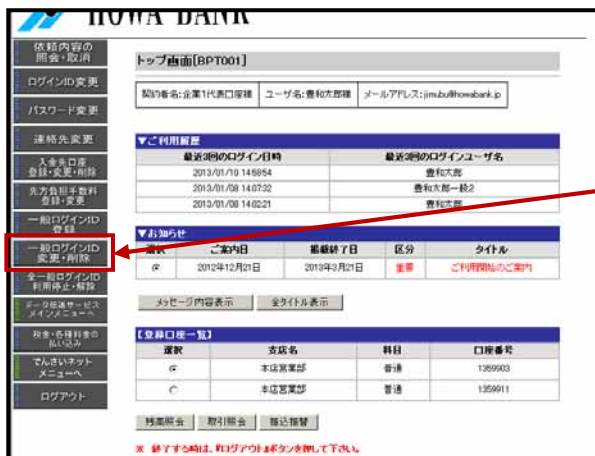 HOWA BANK
依頼内容の
照会・取消
ログインID変更
パスワード変更
連絡先変更
入金先口座
登録・変更・削除
先方負担手数料
登録・変更
一般ログインID
登録
一般ログインID
変更・削除
全一般ログインID
利用停止・解除
データ伝送サービス
メインメニューへ
税金・各種料金の
払い込み
でんさいネット
メニューへ
ログアウト
トップ画面[BPT001]
契約者名:企業1代表口座様 ユーザ名:豊和太郎様 メールアドレス:jimubu@howabank.jp
▼ご利用履歴
最近3回のログイン日時 最近3回のログインユーザ名
2013/01/10 14:58:54 豊和太郎
2013/01/08 14:07:32 豊和太郎一般2
2013/01/08 14:02:21 豊和太郎
▼お知らせ
選択 ご案内日 掲載終了日 区分 タイトル
2012年12月21日 2013年3月21日 重要 ご利用開始のご案内
メッセージ内容表示 全タイトル表示
【登録口座一覧】
選択 支店名 科目 口座番号
本店営業部 普通 1359903
本店営業部 普通 1359911
残高照会 取引照会 振込振替
※ 終了する時は、『ログアウト』ボタンを押して下さい。